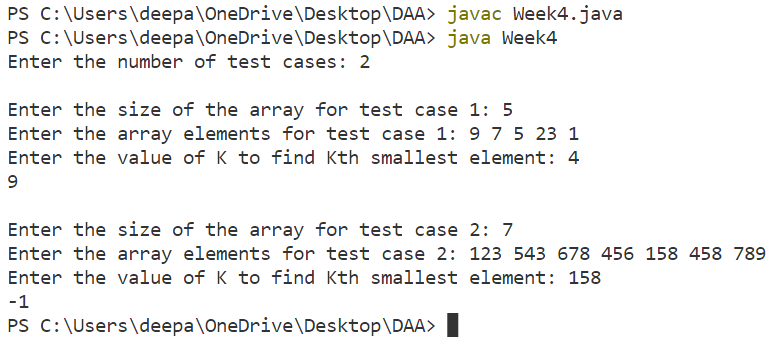 PS C:\Users\deepa\OneDrive\Desktop\DAA> javac Week4.java
PS C:\Users\deepa\OneDrive\Desktop\DAA> java Week4
Enter the number of test cases: 2
Enter the size of the array for test case 1: 5
Enter the array elements for test case 1: 9 7 5 23 1
Enter the value of K to find Kth smallest element: 4
9
Enter the size of the array for test case 2: 7
Enter the array elements for test case 2: 123 543 678 456 158 458 789
Enter the value of K to find Kth smallest element: 158
-1
PS C:\Users\deepa\OneDrive\Desktop\DAA>